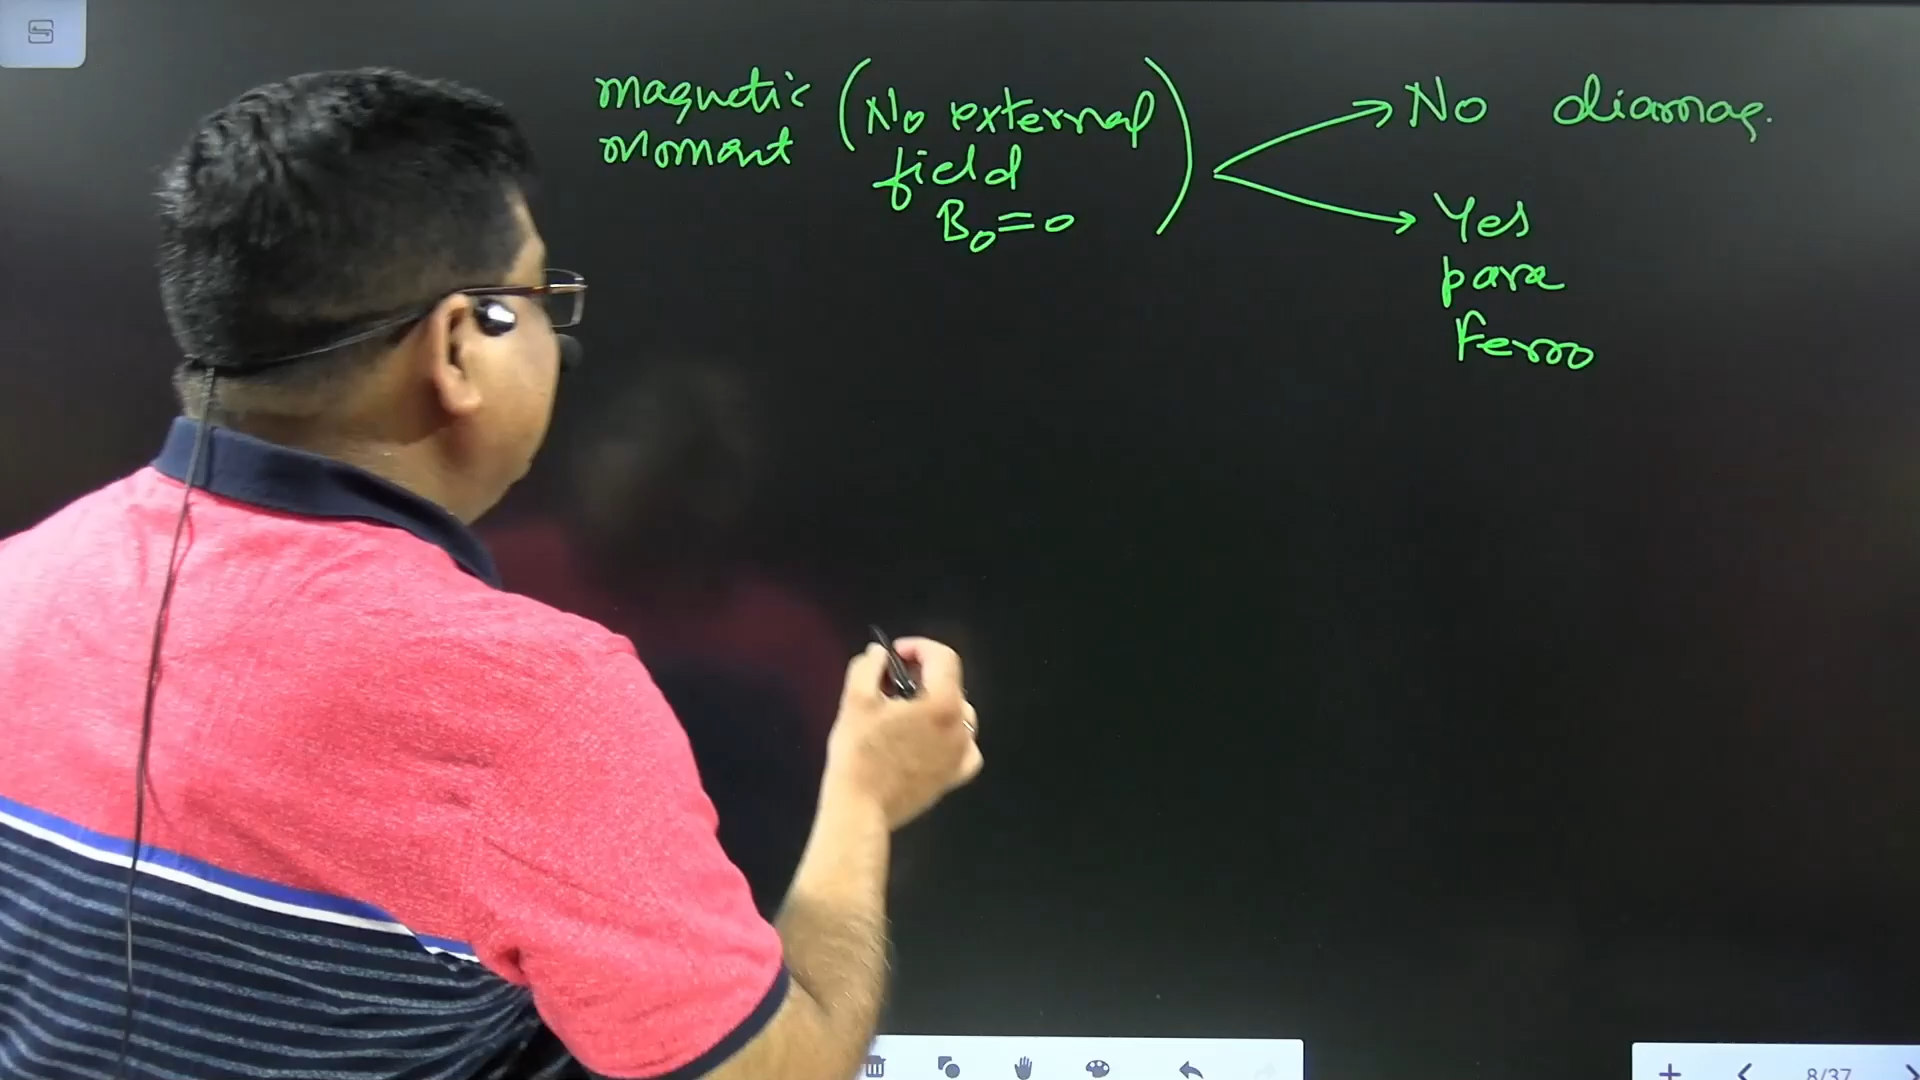 magnetic
moment
(No external
field
B₀=0)
No diamag.
Yes
para
Ferro
8/37